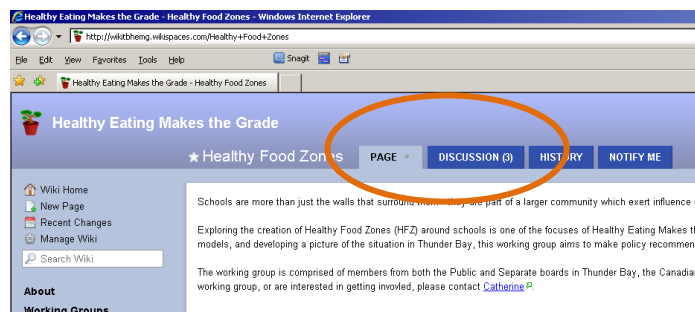 Healthy Eating Makes the Grade - Healthy Food Zones - Windows Internet Explorer
http://wikitbhemg.wikispaces.com/Healthy+Food+Zones
File Edit View Favorites Tools Help Snagit
Healthy Eating Makes the Grade - Healthy Food Zones
Healthy Eating Makes the Grade
Healthy Food Zones PAGE DISCUSSION (3) HISTORY NOTIFY ME
Wiki Home
New Page
Recent Changes
Manage Wiki
Search Wiki
About
Working Groups
Schools are more than just the walls that surround them - they are part of a larger community which exert influence
Exploring the creation of Healthy Food Zones (HFZ) around schools is one of the focuses of Healthy Eating Makes
models, and developing a picture of the situation in Thunder Bay, this working group aims to make policy recommen
The working group is comprised of members from both the Public and Separate boards in Thunder Bay, the Canadia
working group, or are interested in getting invovled, please contact Catherine.